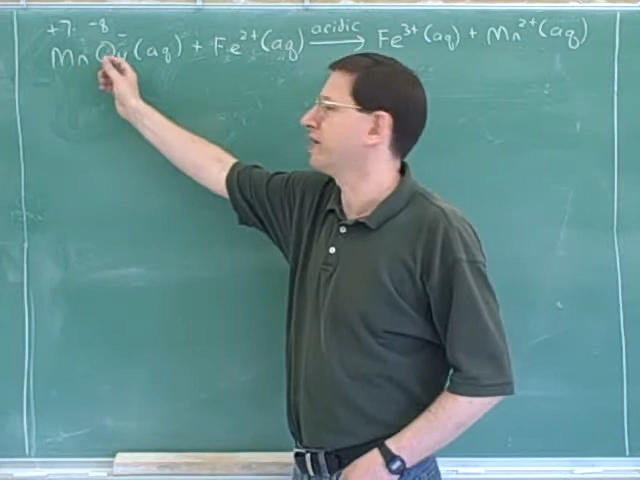 +7 -8
MnO₄⁻(aq) + Fe²⁺(aq) acidic → Fe³⁺(aq) + Mn²⁺(aq)